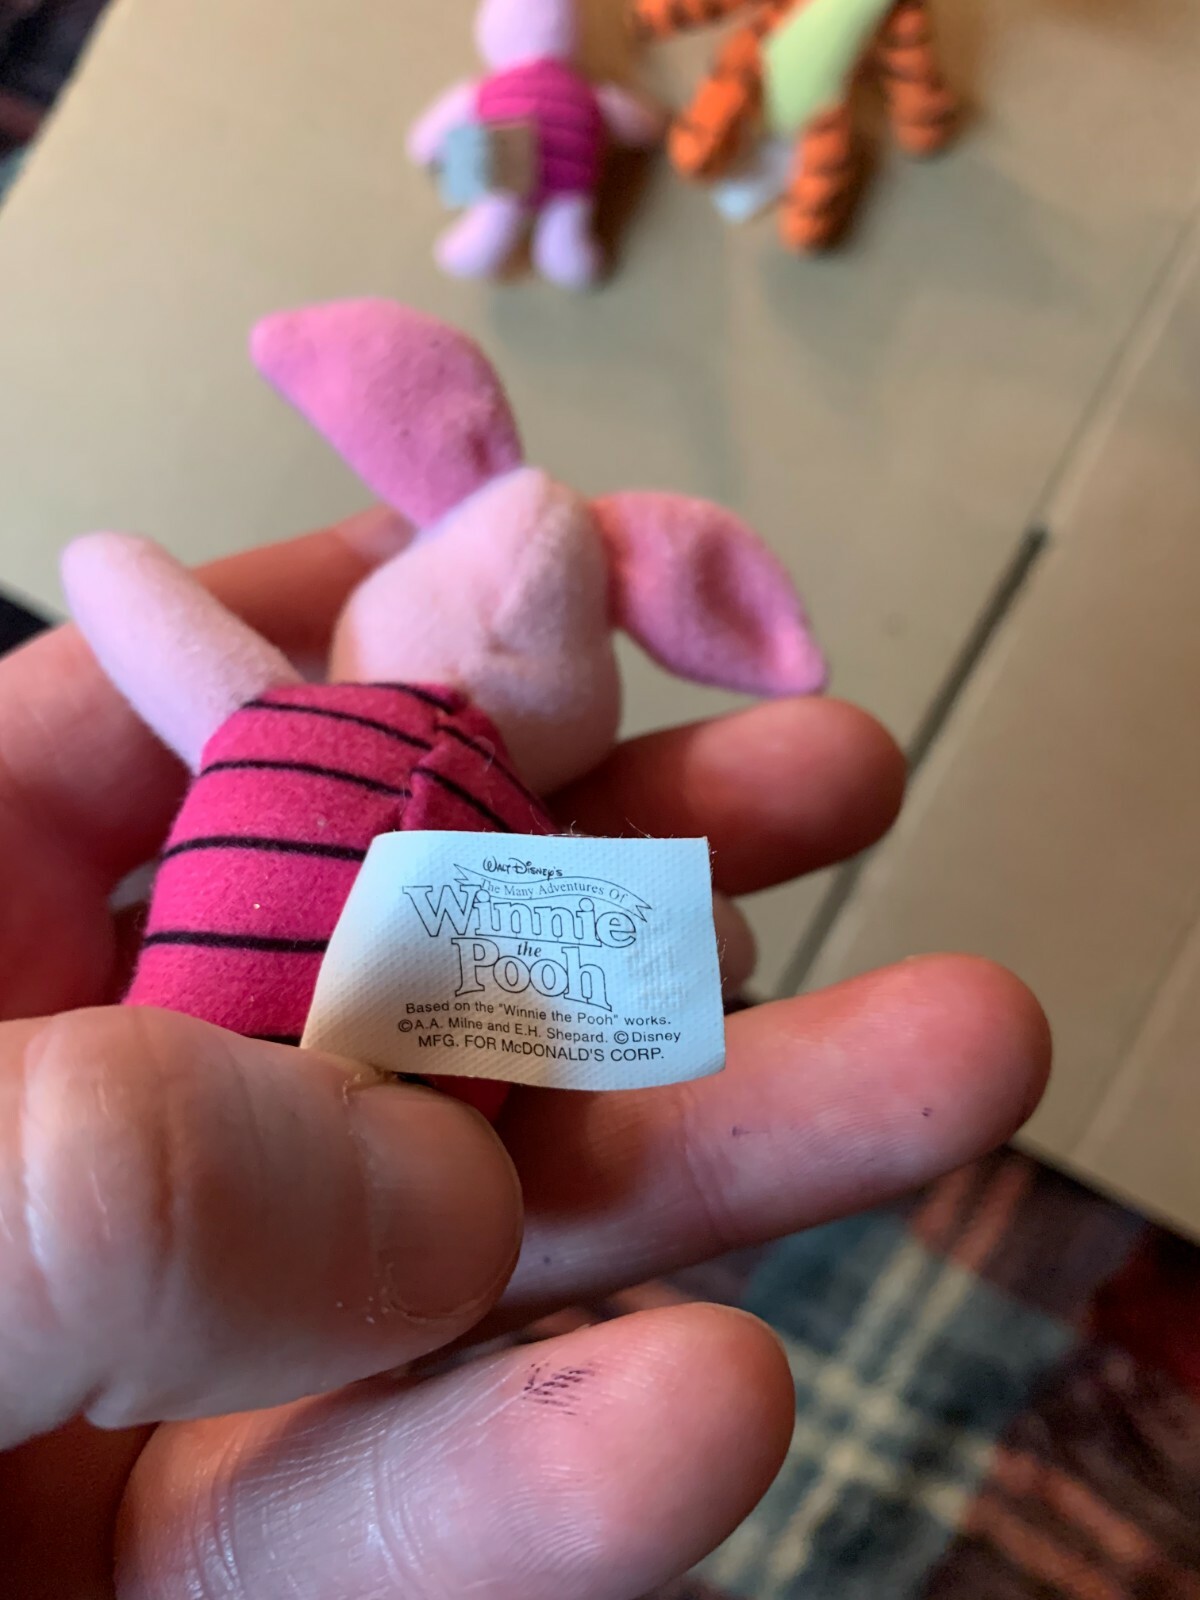 Walt Disney's
The Many Adventures Of
Winnie
the
Pooh
Based on the "Winnie the Pooh" works.
©A.A. Milne and E.H. Shepard. ©Disney
MFG. FOR McDONALD'S CORP.